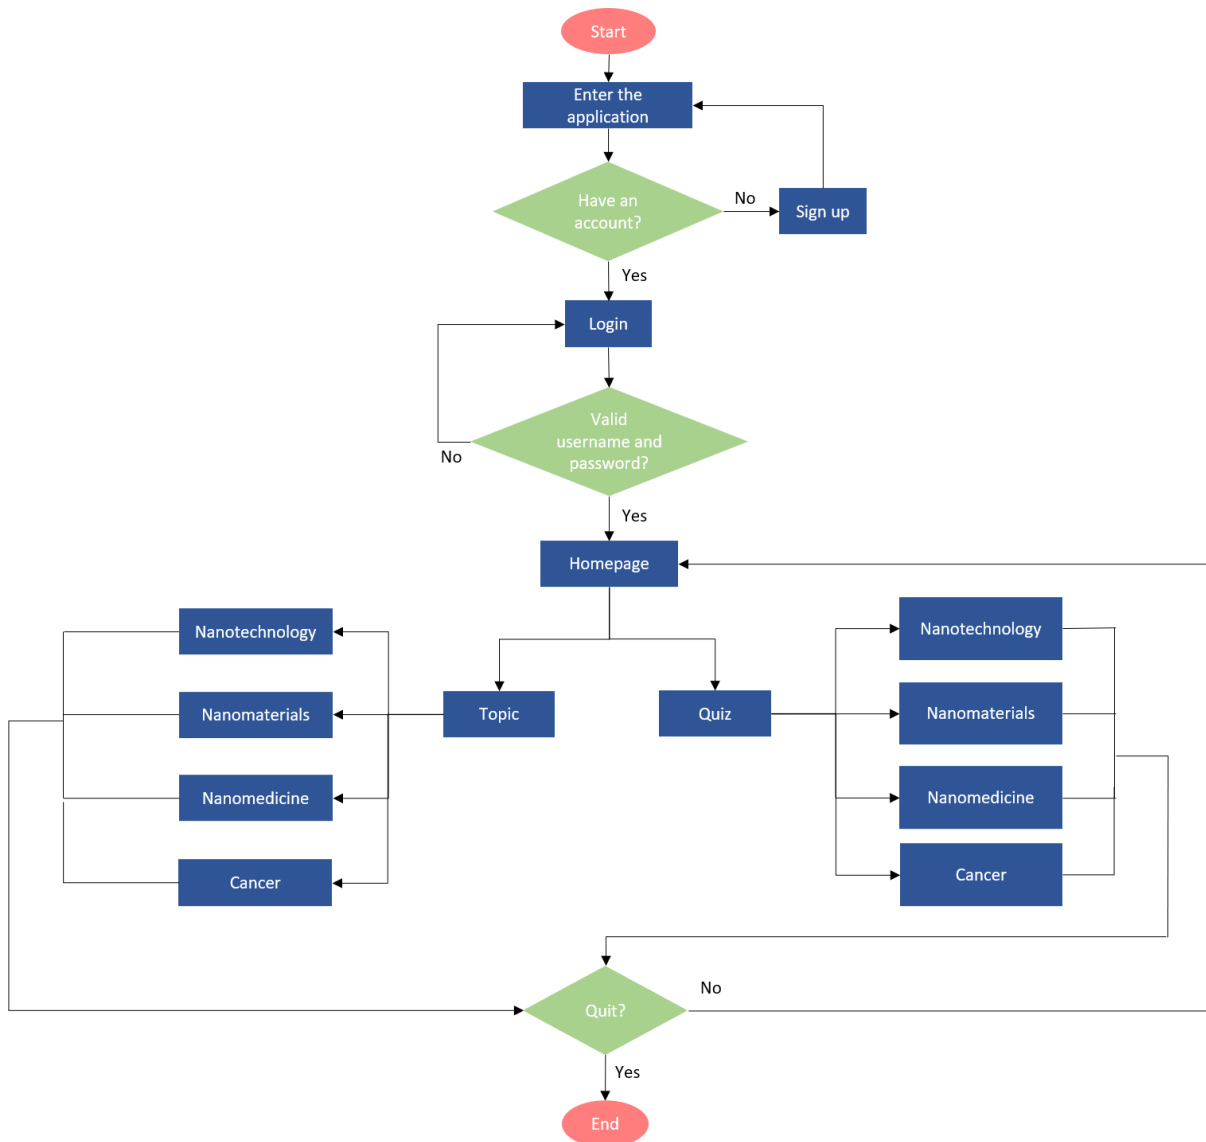 Start
Enter the
application
Have an
account?
No
Sign up
Yes
Login
Valid
username and
password?
No
Yes
Homepage
Nanotechnology
Nanomaterials
Nanomedicine
Cancer
Topic
Quiz
Nanotechnology
Nanomaterials
Nanomedicine
Cancer
Quit?
No
Yes
End